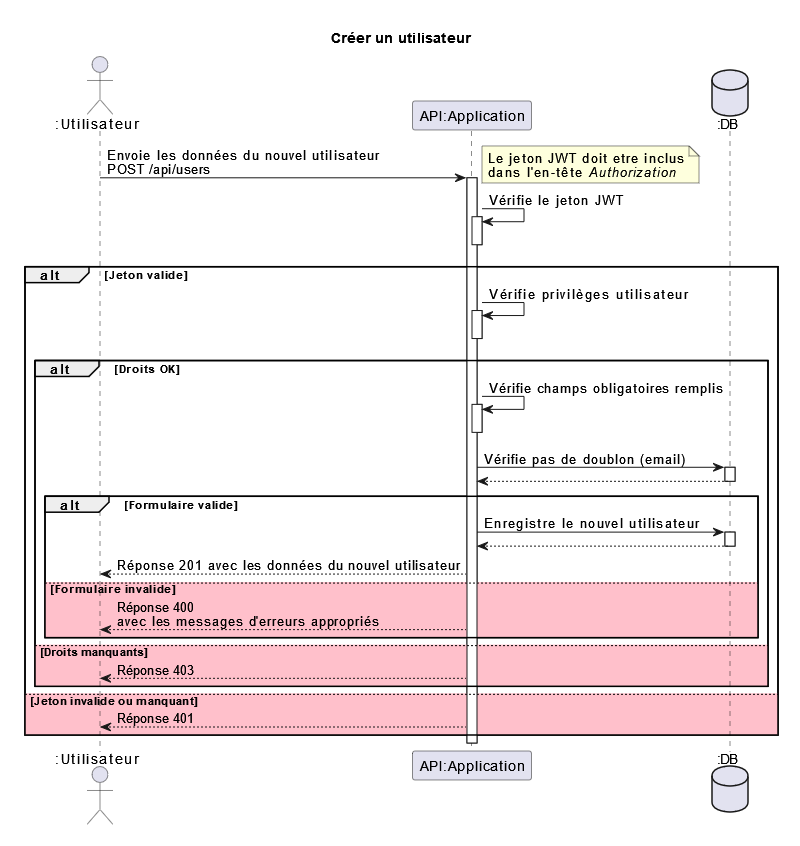 Créer un utilisateur
:Utilisateur
API:Application
:DB
Envoie les données du nouvel utilisateur
POST /api/users
Le jeton JWT doit etre inclus
dans l'en-tête Authorization
Vérifie le jeton JWT
alt [Jeton valide]
Vérifie privilèges utilisateur
alt [Droits OK]
Vérifie champs obligatoires remplis
Vérifie pas de doublon (email)
alt [Formulaire valide]
Enregistre le nouvel utilisateur
Réponse 201 avec les données du nouvel utilisateur
[Formulaire invalide]
Réponse 400
avec les messages d'erreurs appropriés
[Droits manquants]
Réponse 403
[Jeton invalide ou manquant]
Réponse 401
:Utilisateur
API:Application
:DB